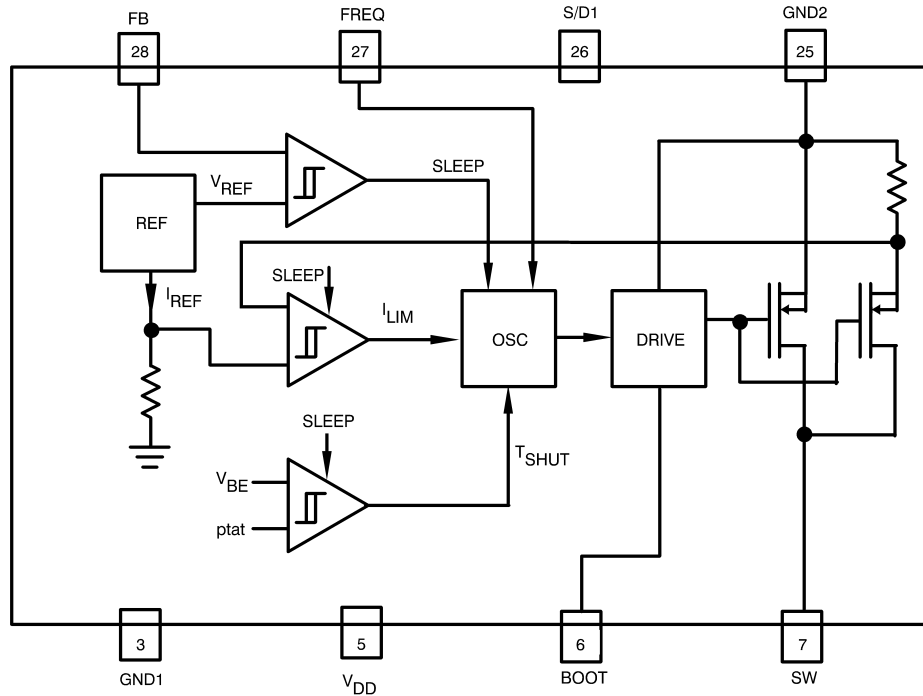 FB
FREQ
S/D1
GND2
28
27
26
25
SLEEP
VREF
REF
SLEEP
IREF
ILIM
OSC
DRIVE
SLEEP
TSHUT
VBE
ptat
3
5
6
7
GND1
VDD
BOOT
SW